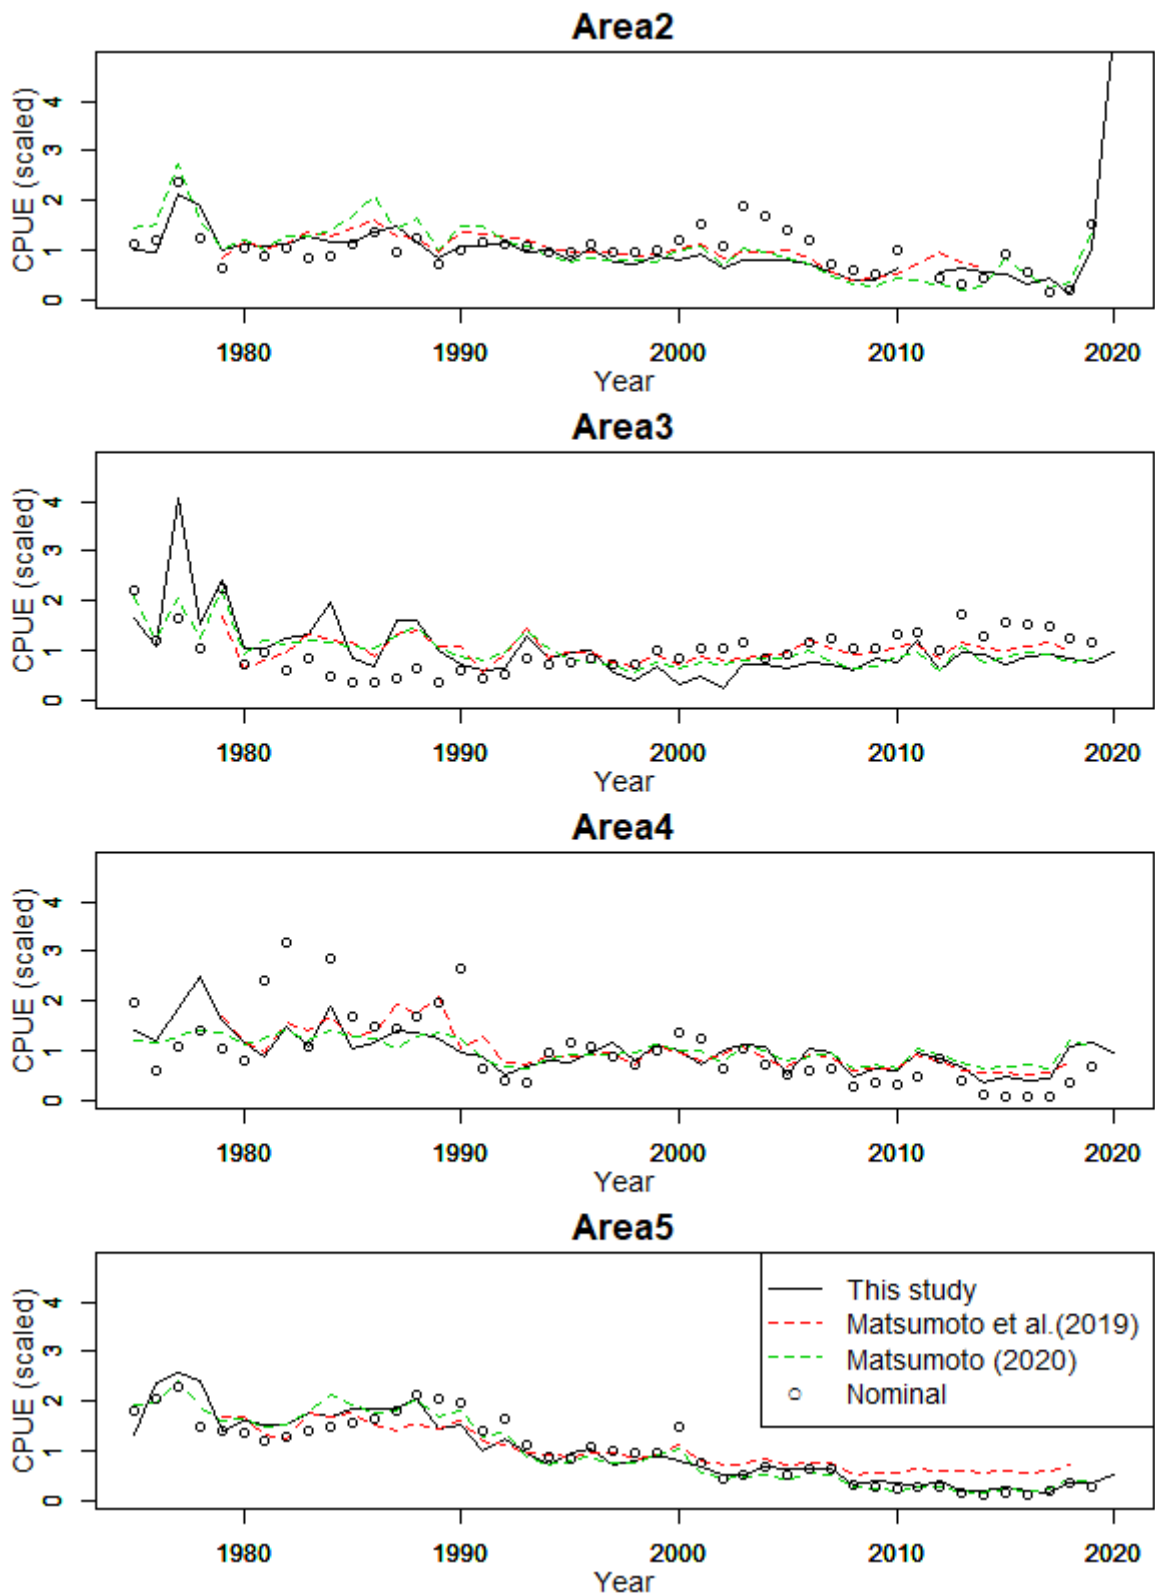 Area2
CPUE (scaled)
4
3
2
1
0
1980 1990 2000 2010 2020
Year
Area3
CPUE (scaled)
4
3
2
1
0
1980 1990 2000 2010 2020
Year
Area4
CPUE (scaled)
4
3
2
1
0
1980 1990 2000 2010 2020
Year
Area5
CPUE (scaled)
4
3
2
1
0
This study
Matsumoto et al.(2019)
Matsumoto (2020)
Nominal
1980 1990 2000 2010 2020
Year